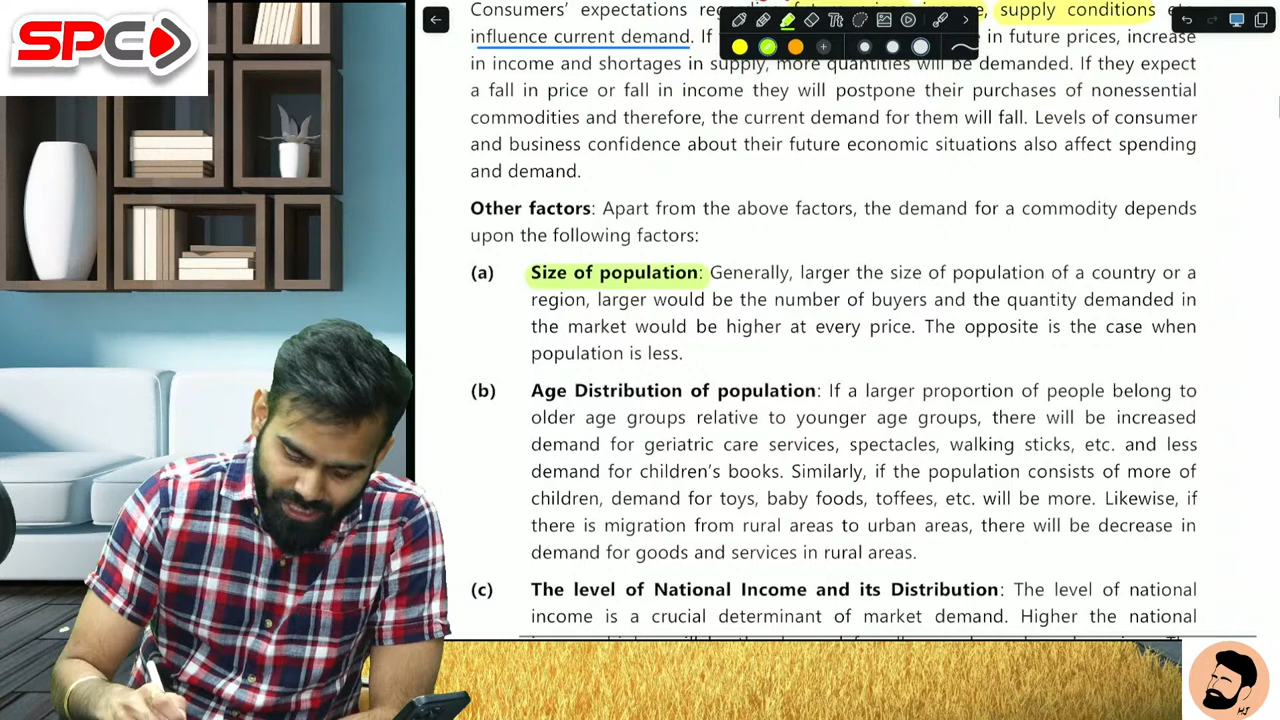 SPC
Consumers' expectations supply conditions
influence current demand. If in future prices, increase
in income and shortages in supply, more quantities will be demanded. If they expect
a fall in price or fall in income they will postpone their purchases of nonessential
commodities and therefore, the current demand for them will fall. Levels of consumer
and business confidence about their future economic situations also affect spending
and demand.
Other factors: Apart from the above factors, the demand for a commodity depends
upon the following factors:
(a) Size of population: Generally, larger the size of population of a country or a
region, larger would be the number of buyers and the quantity demanded in
the market would be higher at every price. The opposite is the case when
population is less.
(b) Age Distribution of population: If a larger proportion of people belong to
older age groups relative to younger age groups, there will be increased
demand for geriatric care services, spectacles, walking sticks, etc. and less
demand for children's books. Similarly, if the population consists of more of
children, demand for toys, baby foods, toffees, etc. will be more. Likewise, if
there is migration from rural areas to urban areas, there will be decrease in
demand for goods and services in rural areas.
(c) The level of National Income and its Distribution: The level of national
income is a crucial determinant of market demand. Higher the national
HJ